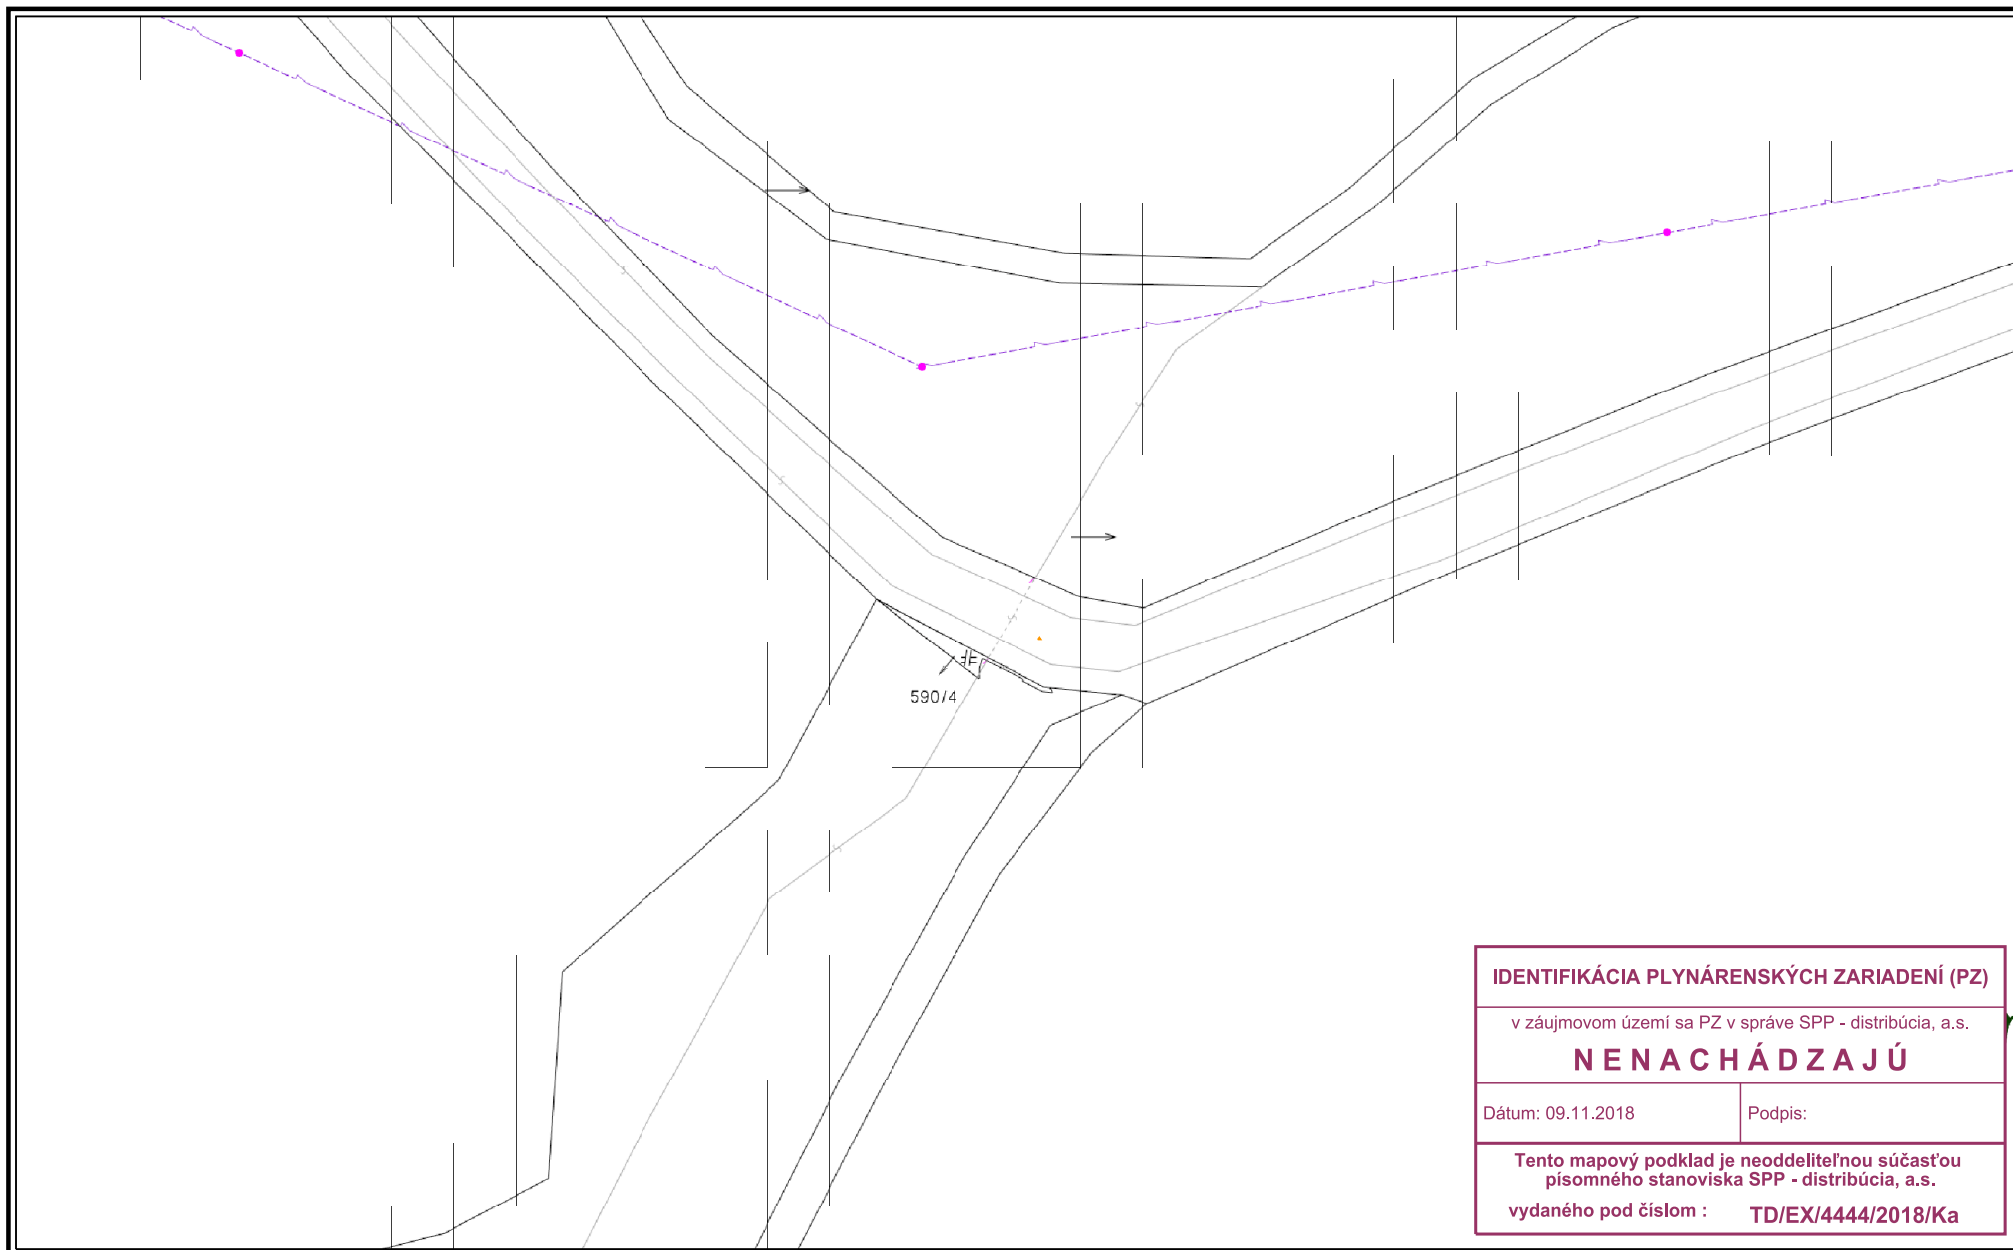 590/4
IDENTIFIKÁCIA PLYNÁRENSKÝCH ZARIADENÍ (PZ)
v záujmovom území sa PZ v správe SPP - distribúcia, a.s.
N E N A C H Á D Z A J Ú
Dátum: 09.11.2018
Podpis:
Tento mapový podklad je neoddeliteľnou súčasťou
písomného stanoviska SPP - distribúcia, a.s.
vydaného pod číslom : TD/EX/4444/2018/Ka